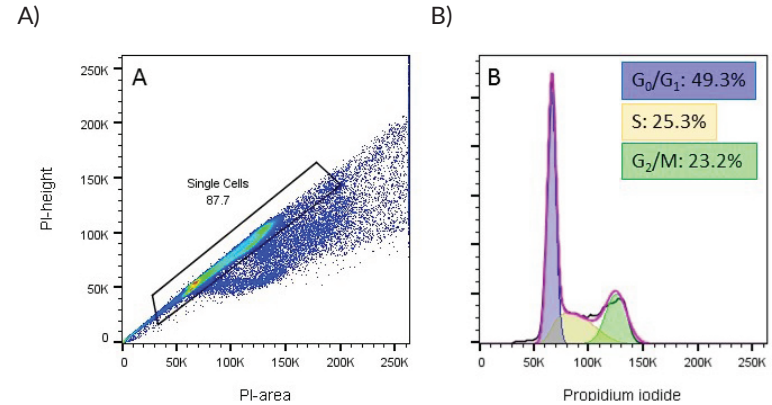 A)
B)
A
250K
200K
150K
100K
50K
0
PI-height
Single Cells
87.7
0
50K
100K
150K
200K
250K
PI-area
B
G₀/G₁: 49.3%
S: 25.3%
G₂/M: 23.2%
0
50K
100K
150K
200K
250K
Propidium iodide